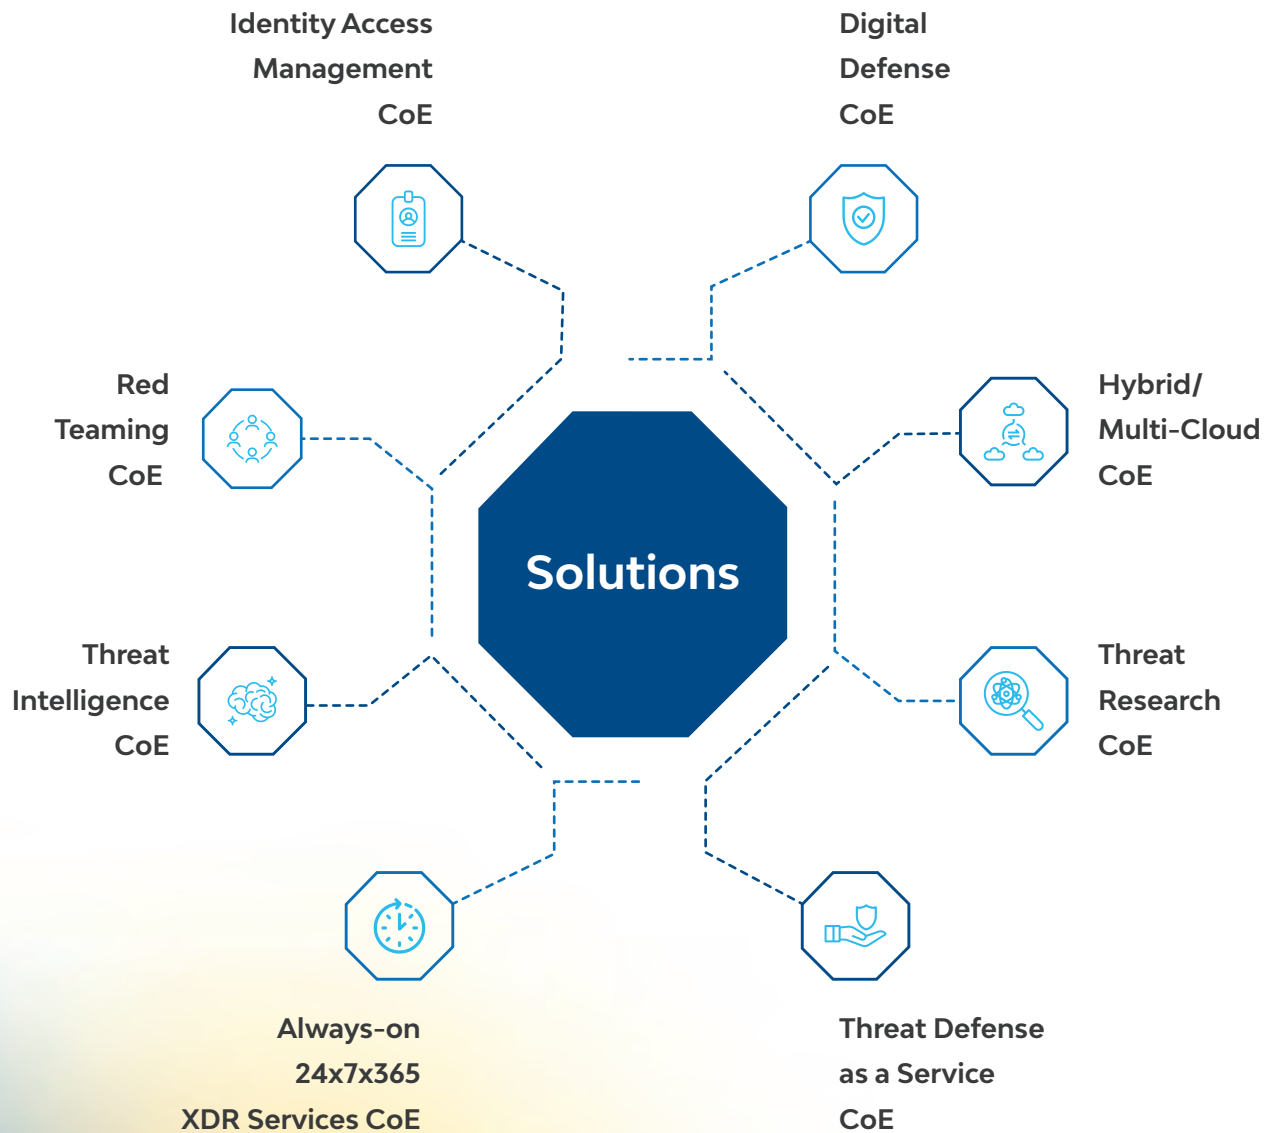 Identity Access
Management
CoE
Digital
Defense
CoE
Red
Teaming
CoE
Hybrid/
Multi-Cloud
CoE
Solutions
Threat
Intelligence
CoE
Threat
Research
CoE
Always-on
24x7x365
XDR Services CoE
Threat Defense
as a Service
CoE